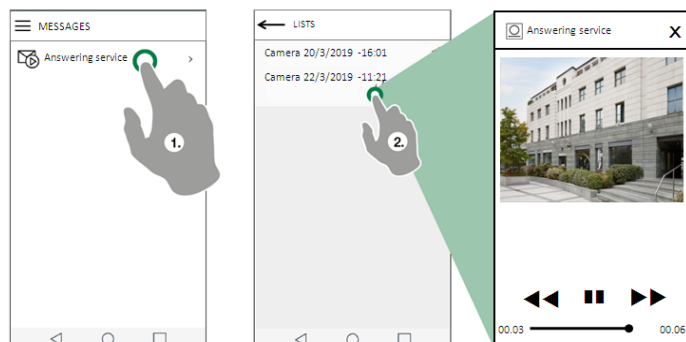 MESSAGES
Answering service
1.
LISTS
Camera 20/3/2019 -16:01
Camera 22/3/2019 -11:21
2.
Answering service
X
00.03
00.06